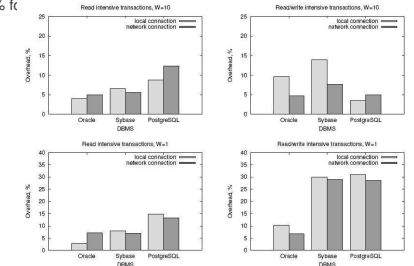 % fo
Read intensive transactions, W=10
local connection
network connection
Overhead, %
25
20
15
10
5
0
Oracle Sybase PostgreSQL
DBMS
Read/write intensive transactions, W=10
local connection
network connection
Overhead, %
25
20
15
10
5
0
Oracle Sybase PostgreSQL
DBMS
Read intensive transactions, W=1
local connection
network connection
Overhead, %
40
35
30
25
20
15
10
5
0
Oracle Sybase PostgreSQL
DBMS
Read/write intensive transactions, W=1
local connection
network connection
Overhead, %
40
35
30
25
20
15
10
5
0
Oracle Sybase PostgreSQL
DBMS